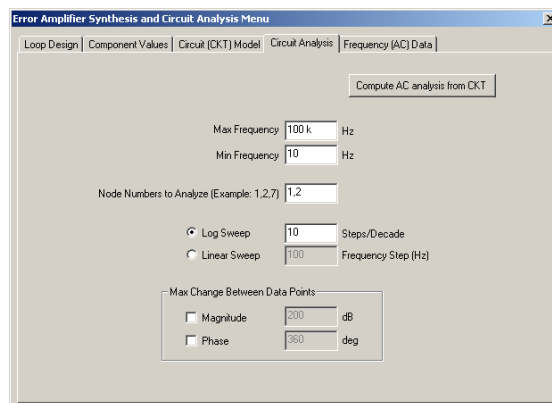 Error Amplifier Synthesis and Circuit Analysis Menu
Loop Design | Component Values | Circuit (CKT) Model | Circuit Analysis | Frequency (AC) Data
Compute AC analysis from CKT
Max Frequency 100 k Hz
Min Frequency 10 Hz
Node Numbers to Analyze (Example: 1,2,7) 1,2
Log Sweep 10 Steps/Decade
Linear Sweep 100 Frequency Step (Hz)
Max Change Between Data Points
Magnitude 200 dB
Phase 360 deg